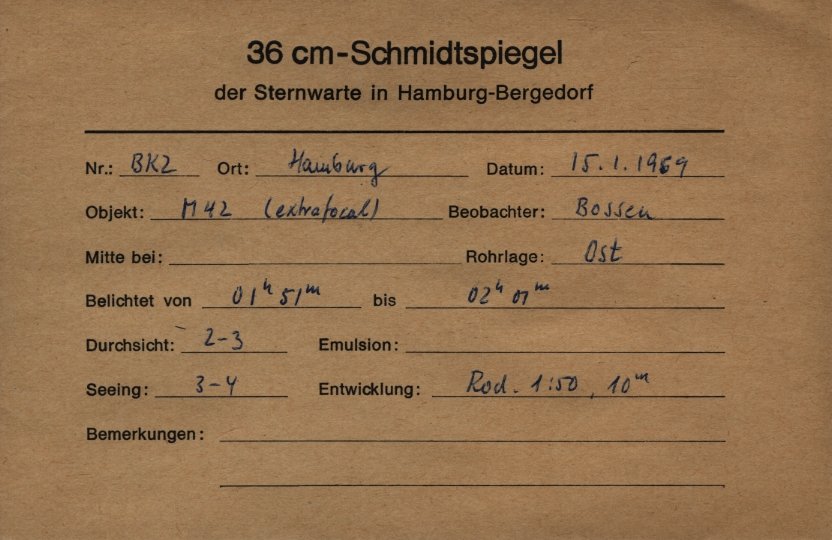 36 cm-Schmidtspiegel
der Sternwarte in Hamburg-Bergedorf
Nr.: BK2 Ort: Hamburg Datum: 15.1.1969
Objekt: M42 (extrafocal) Beobachter: Bossen
Mitte bei: Rohrlage: Ost
Belichtet von 01h 51m bis 02h 01m
Durchsicht: 2-3 Emulsion:
Seeing: 3-4 Entwicklung: Rod. 1:50, 10m
Bemerkungen: